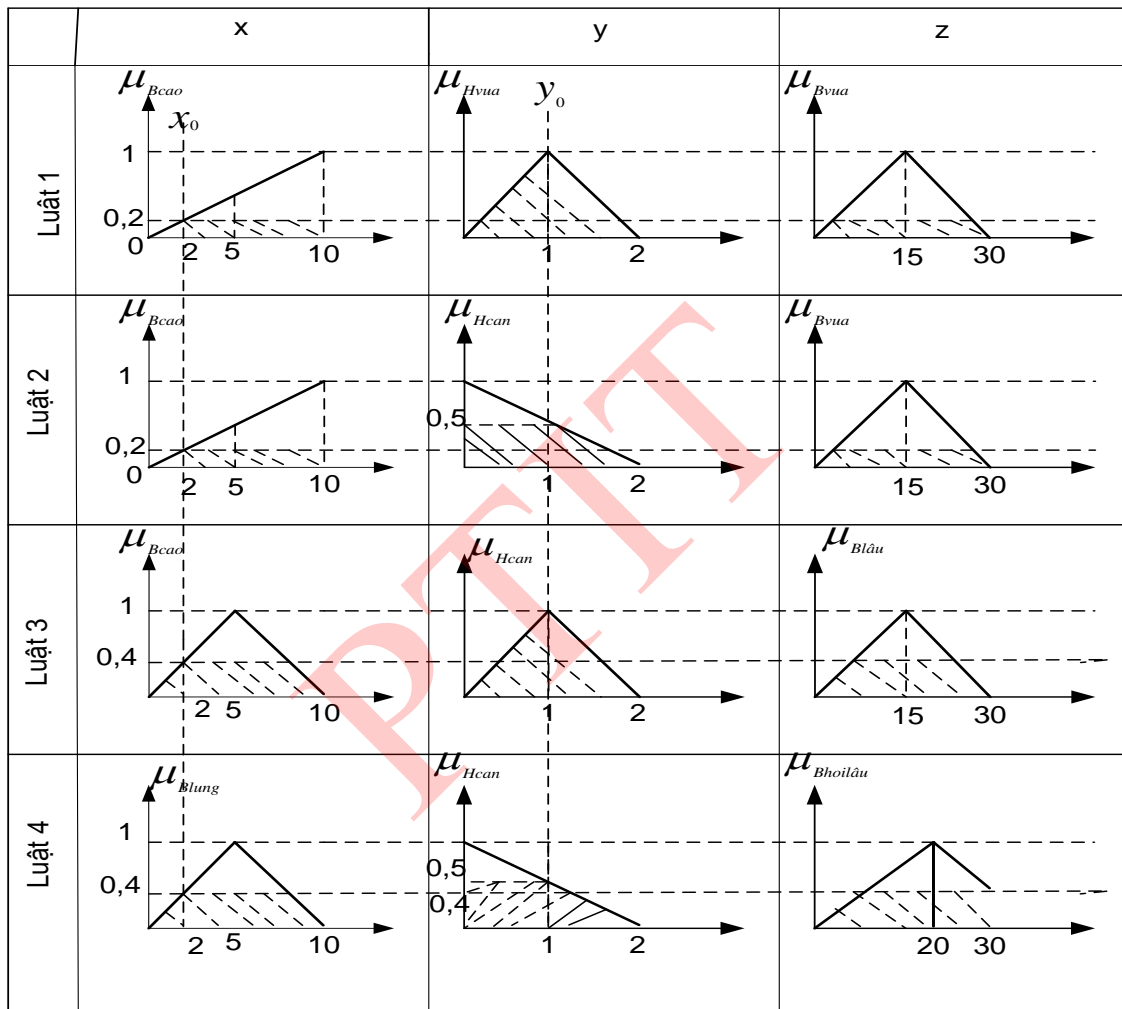 x y z
Luật 1
μBcao x0 1 0,2 0 2 5 10
μHvua y0 1 2
μBvua 15 30
Luật 2
μBcao 1 0,2 0 2 5 10
μHcan 0,5 1 2
μBvua 15 30
Luật 3
μBcao 1 0,4 2 5 10
μHcan 1 2
μBlâu 15 30
Luật 4
μBlung 1 0,4 2 5 10
μHcan 0,5 0,4 1 2
μBhoilâu 20 30
PTIT